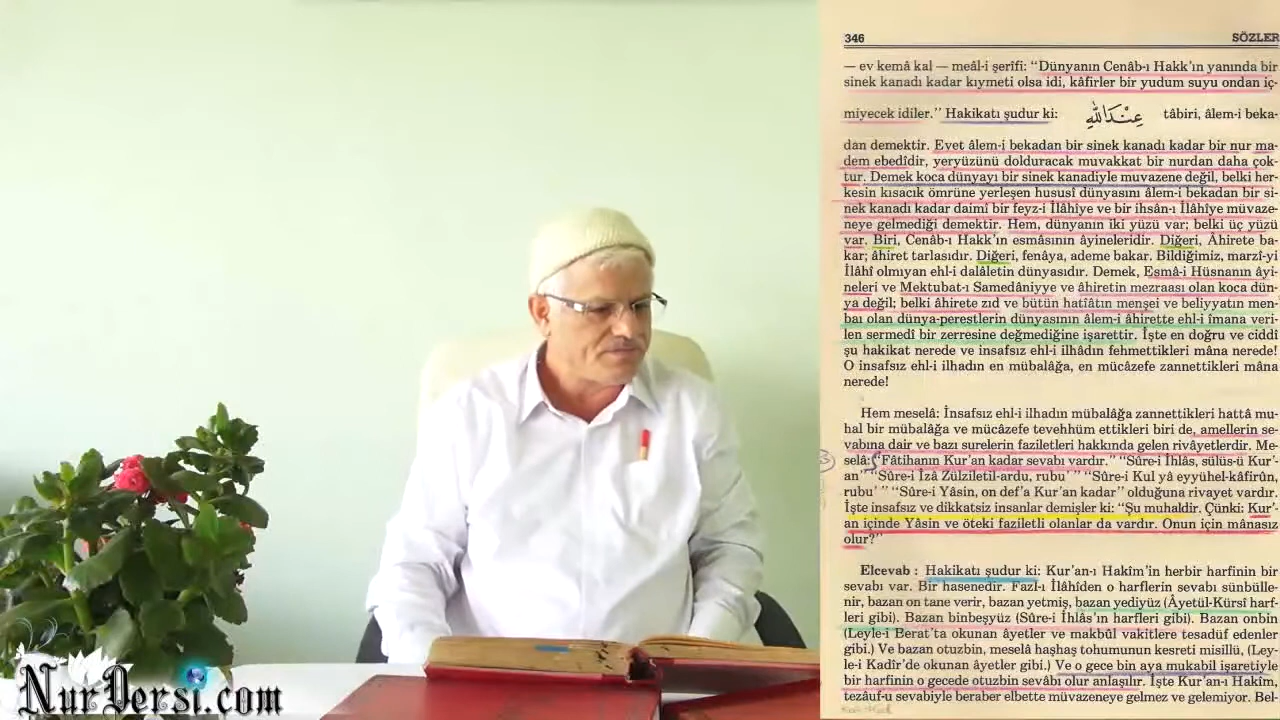 346 SÖZLER
— ev kemâ kal — meâl-i şerîfi: "Dünyanın Cenâb-ı Hakk'ın yanında bir
sinek kanadı kadar kıymeti olsa idi, kâfirler bir yudum suyu ondan iç-
miyecek idiler." Hakikatı şudur ki: عِنْدَاللّٰهِ tâbiri, âlem-i beka-
dan demektir. Evet âlem-i bekadan bir sinek kanadı kadar bir nur ma-
dem ebedîdir, yeryüzünü dolduracak muvakkat bir nurdan daha çok-
tur. Demek koca dünyayı bir sinek kanadiyle muvazene değil, belki her-
kesin kısacık ömrüne yerleşen hususî dünyasını âlem-i bekadan bir si-
nek kanadı kadar daimî bir feyz-i İlâhîye ve bir ihsân-ı İlâhîye müvaze-
neye gelmediği demektir. Hem, dünyanın iki yüzü var; belki üç yüzü
var. Biri, Cenâb-ı Hakk'ın esmâsının âyineleridir. Diğeri, Âhirete ba-
kar; âhiret tarlasıdır. Diğeri, fenâya, ademe bakar. Bildiğimiz, marzî-yi
İlâhî olmıyan ehl-i dalâletin dünyasıdır. Demek, Esmâ-i Hüsnanın âyi-
neleri ve Mektubat-ı Samedâniyye ve âhiretin mezraası olan koca dün-
ya değil; belki âhirete zıd ve bütün hatîâtın menşei ve beliyyatın men-
baı olan dünya-perestlerin dünyasının âlem-i âhirette ehl-i îmana veri-
len sermedî bir zerresine değmediğine işarettir. İşte en doğru ve ciddî
şu hakikat nerede ve insafsız ehl-i ilhâdın fehmettikleri mâna nerede!
O insafsız ehl-i ilhadın en mübalâğa, en mücâzefe zannettikleri mâna
nerede!
Hem meselâ: İnsafsız ehl-i ilhadın mübalâğa zannettikleri hattâ mu-
hal bir mübalâğa ve mücâzefe tevehhüm ettikleri biri de, amellerin se-
vabına dair ve bazı surelerin faziletleri hakkında gelen rivâyetlerdir. Me-
selâ: "Fâtihanın Kur'an kadar sevabı vardır." "Sûre-i İhlâs, sülüs-ü Kur'-
an" "Sûre-i İzâ Zülziletil-ardu, rubu'" "Sûre-i Kul yâ eyyühel-kâfirûn,
rubu'" "Sûre-i Yâsin, on def'a Kur'an kadar" olduğuna rivayet vardır.
İşte insafsız ve dikkatsiz insanlar demişler ki: "Şu muhaldir. Çünki: Kur'-
an içinde Yâsin ve öteki faziletli olanlar da vardır. Onun için mânasız
olur?"
Elcevab: Hakikatı şudur ki: Kur'an-ı Hakîm'in herbir harfinin bir
sevabı var. Bir hasenedir. Fazl-ı İlâhîden o harflerin sevabı sünbülle-
nir, bazan on tane verir, bazan yetmiş, bazan yediyüz (Âyetül-Kürsî harf-
leri gibi). Bazan binbeşyüz (Sûre-i İhlâs'ın harfleri gibi). Bazan onbin
(Leyle-i Berat'ta okunan âyetler ve makbûl vakitlere tesadüf edenler
gibi.) Ve bazan otuzbin, meselâ haşhaş tohumunun kesreti misillü, (Ley-
le-i Kadîr'de okunan âyetler gibi.) Ve o gece bin aya mukabil işaretiyle
bir harfinin o gecede otuzbin sevâbı olur anlaşılır. İşte Kur'an-ı Hakîm,
tezâuf-u sevabiyle beraber elbette müvazeneye gelmez ve gelemiyor. Bel-
NurDersi.com